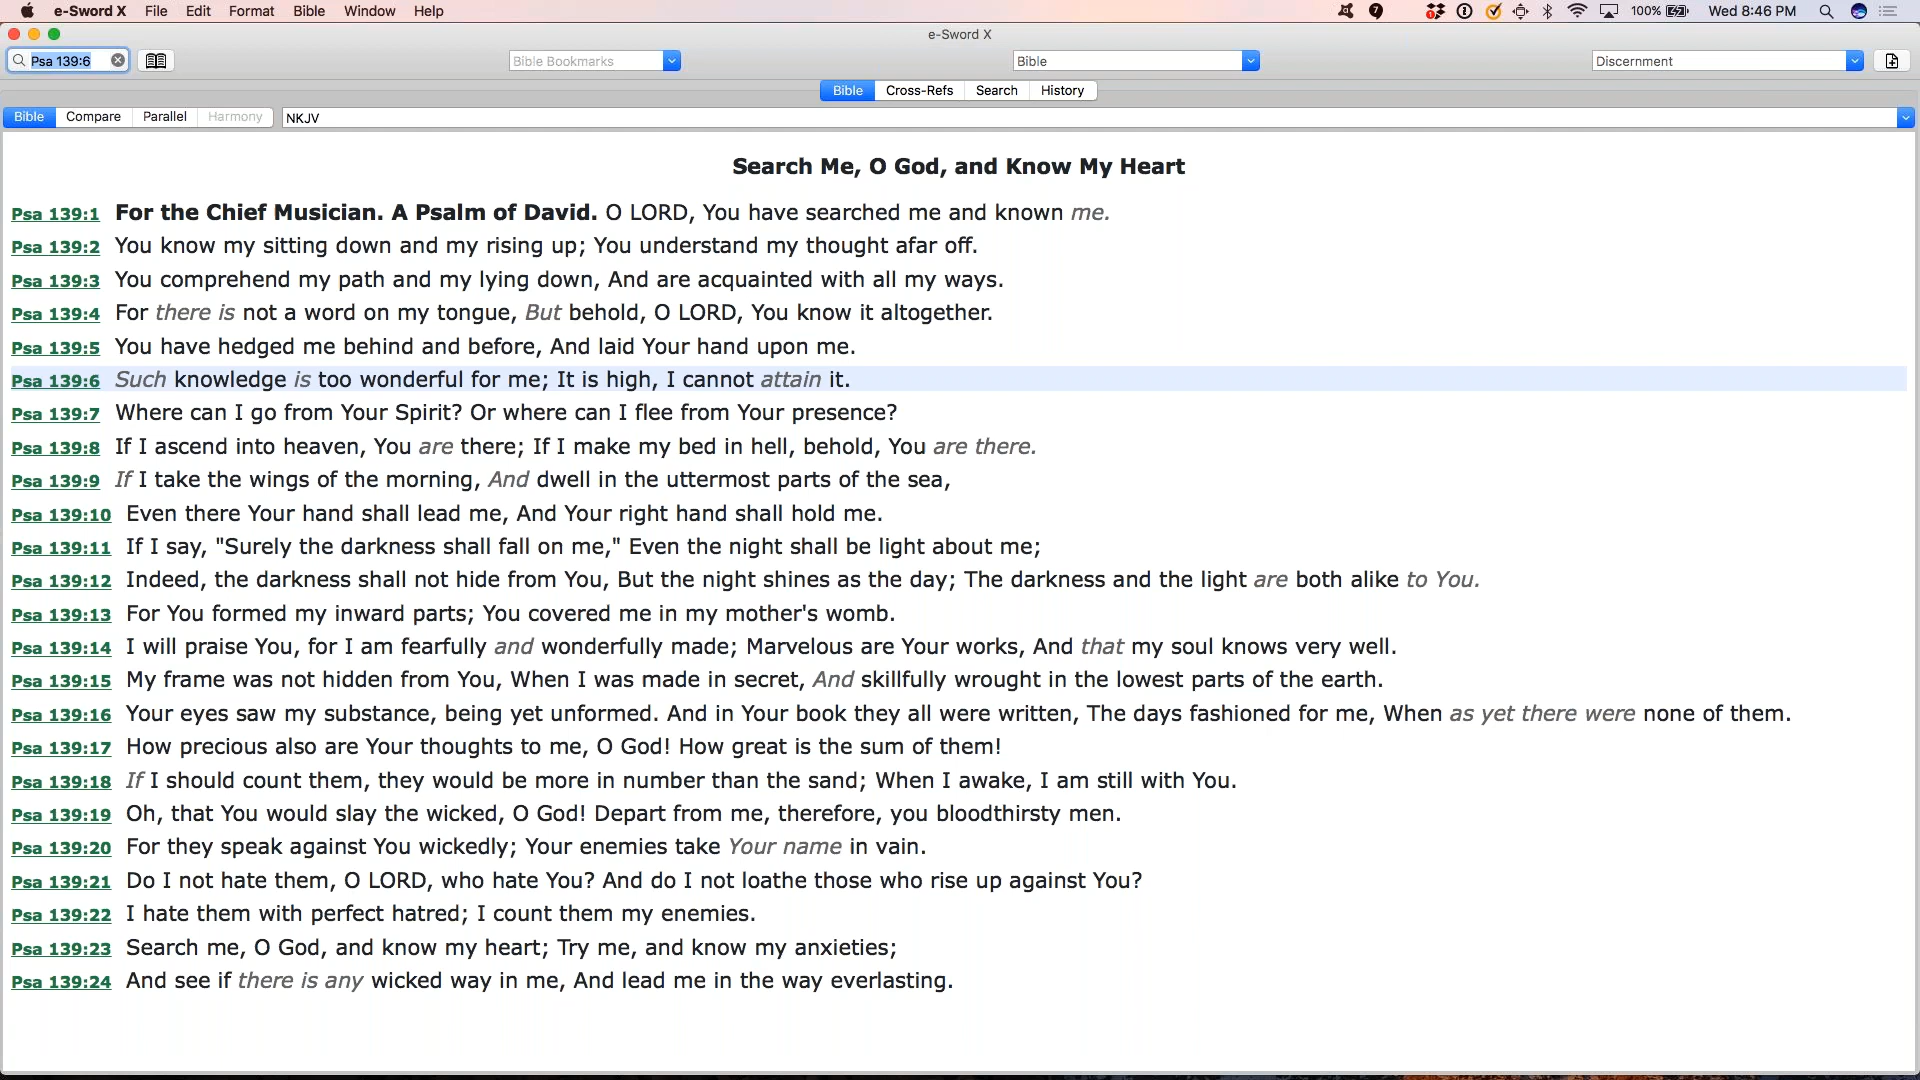 e-Sword X File Edit Format Bible Window Help 7 100% Wed 8:46 PM
e-Sword X
Psa 139:6 Bible Bookmarks Bible Discernment
Bible Cross-Refs Search History
Bible Compare Parallel Harmony NKJV
Search Me, O God, and Know My Heart
Psa 139:1 For the Chief Musician. A Psalm of David. O LORD, You have searched me and known me.
Psa 139:2 You know my sitting down and my rising up; You understand my thought afar off.
Psa 139:3 You comprehend my path and my lying down, And are acquainted with all my ways.
Psa 139:4 For there is not a word on my tongue, But behold, O LORD, You know it altogether.
Psa 139:5 You have hedged me behind and before, And laid Your hand upon me.
Psa 139:6 Such knowledge is too wonderful for me; It is high, I cannot attain it.
Psa 139:7 Where can I go from Your Spirit? Or where can I flee from Your presence?
Psa 139:8 If I ascend into heaven, You are there; If I make my bed in hell, behold, You are there.
Psa 139:9 If I take the wings of the morning, And dwell in the uttermost parts of the sea,
Psa 139:10 Even there Your hand shall lead me, And Your right hand shall hold me.
Psa 139:11 If I say, "Surely the darkness shall fall on me," Even the night shall be light about me;
Psa 139:12 Indeed, the darkness shall not hide from You, But the night shines as the day; The darkness and the light are both alike to You.
Psa 139:13 For You formed my inward parts; You covered me in my mother's womb.
Psa 139:14 I will praise You, for I am fearfully and wonderfully made; Marvelous are Your works, And that my soul knows very well.
Psa 139:15 My frame was not hidden from You, When I was made in secret, And skillfully wrought in the lowest parts of the earth.
Psa 139:16 Your eyes saw my substance, being yet unformed. And in Your book they all were written, The days fashioned for me, When as yet there were none of them.
Psa 139:17 How precious also are Your thoughts to me, O God! How great is the sum of them!
Psa 139:18 If I should count them, they would be more in number than the sand; When I awake, I am still with You.
Psa 139:19 Oh, that You would slay the wicked, O God! Depart from me, therefore, you bloodthirsty men.
Psa 139:20 For they speak against You wickedly; Your enemies take Your name in vain.
Psa 139:21 Do I not hate them, O LORD, who hate You? And do I not loathe those who rise up against You?
Psa 139:22 I hate them with perfect hatred; I count them my enemies.
Psa 139:23 Search me, O God, and know my heart; Try me, and know my anxieties;
Psa 139:24 And see if there is any wicked way in me, And lead me in the way everlasting.